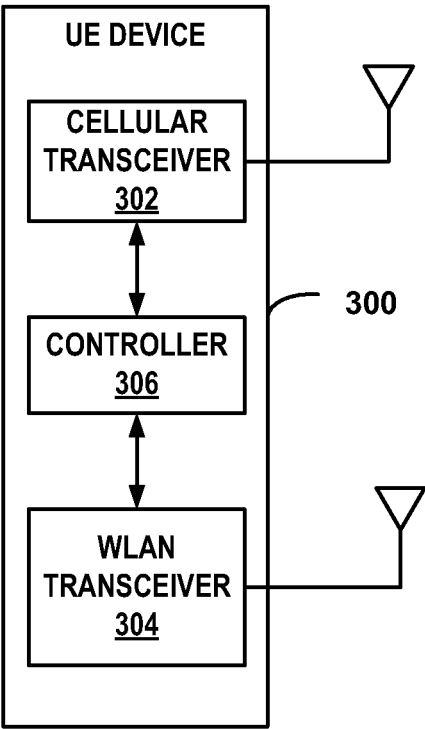 UE DEVICE
CELLULAR
TRANSCEIVER
302
300
CONTROLLER
306
WLAN
TRANSCEIVER
304